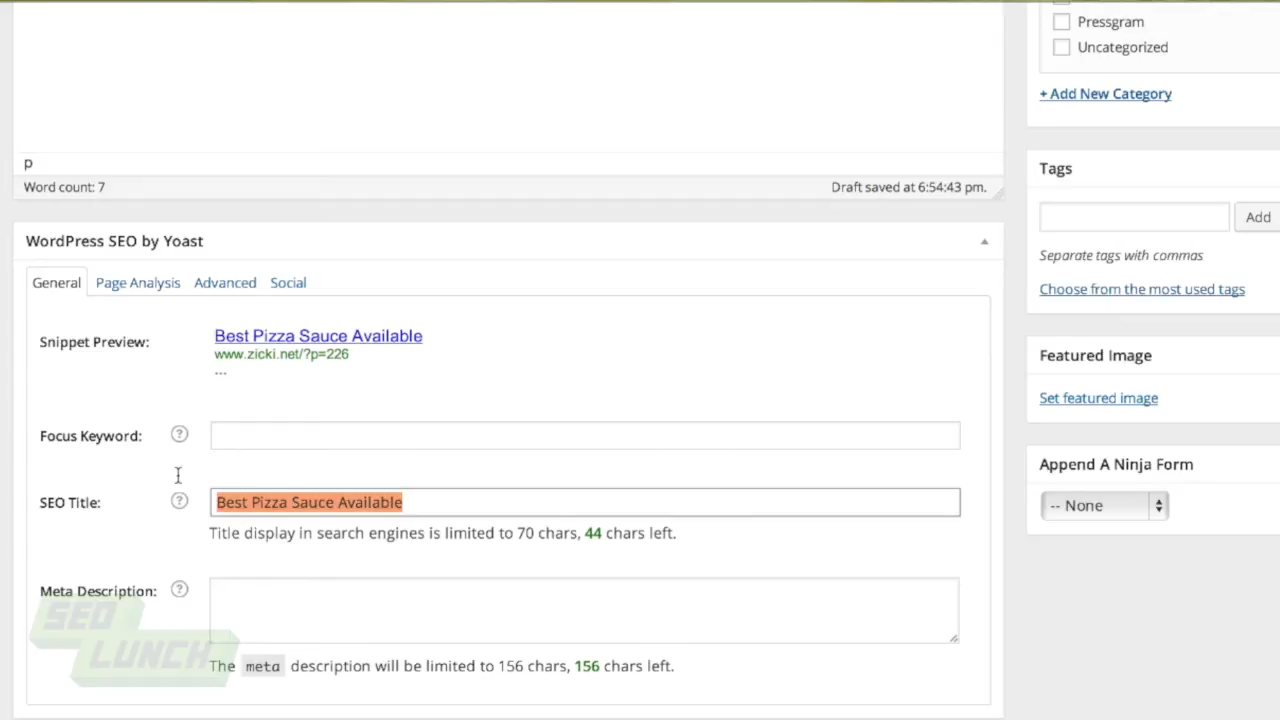 Pressgram
Uncategorized
+ Add New Category
p
Word count: 7
Draft saved at 6:54:43 pm.
Tags
Add
Separate tags with commas
Choose from the most used tags
WordPress SEO by Yoast
General
Page Analysis
Advanced
Social
Snippet Preview:
Best Pizza Sauce Available
www.zicki.net/?p=226
...
Focus Keyword:
?
SEO Title:
?
Best Pizza Sauce Available
Title display in search engines is limited to 70 chars, 44 chars left.
Meta Description:
?
The meta description will be limited to 156 chars, 156 chars left.
Featured Image
Set featured image
Append A Ninja Form
-- None
SEO
LUNCH